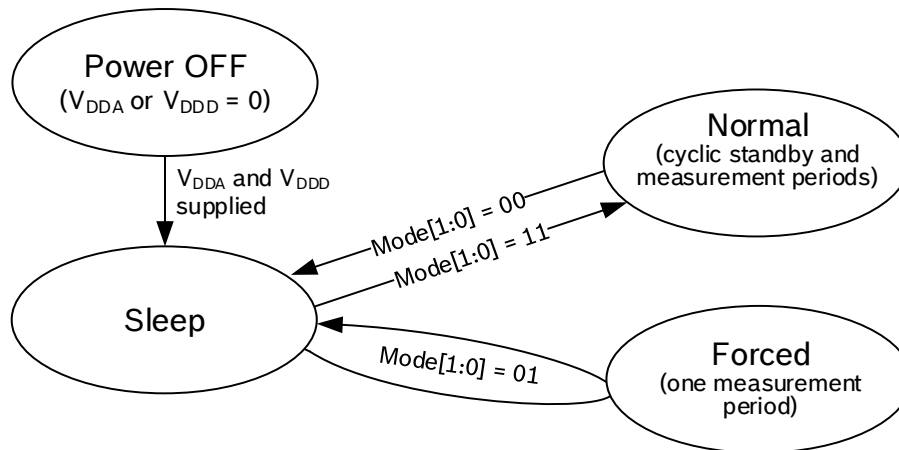 Power OFF
(VDDA or VDDD = 0)
VDDA and VDDD
supplied
Normal
(cyclic standby and
measurement periods)
Mode[1:0] = 00
Mode[1:0] = 11
Sleep
Mode[1:0] = 01
Forced
(one measurement
period)